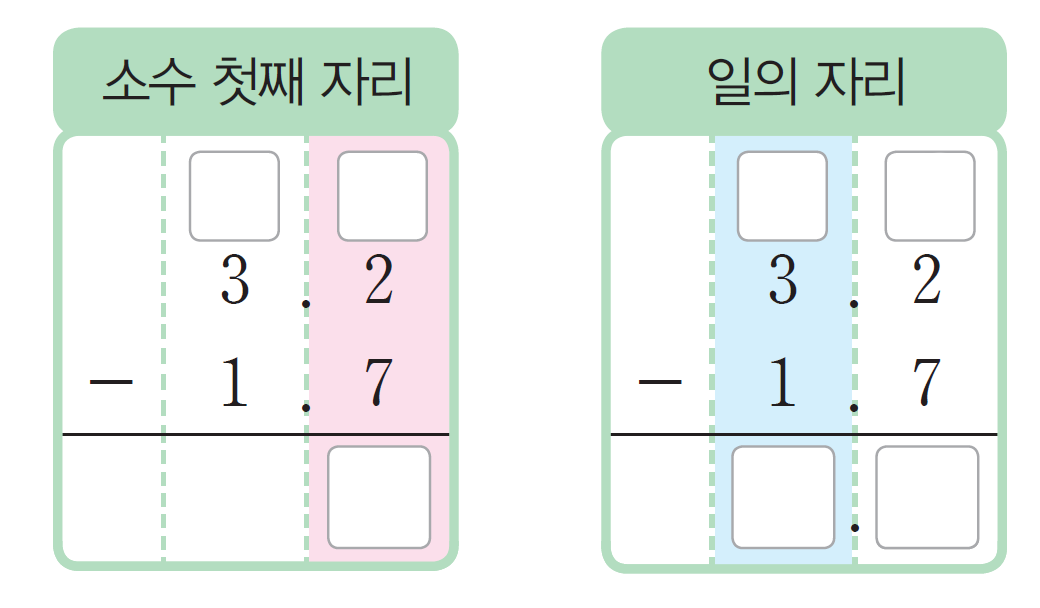 소수 첫째 자리
3 . 2
- 1 . 7
일의 자리
3 . 2
- 1 . 7
.